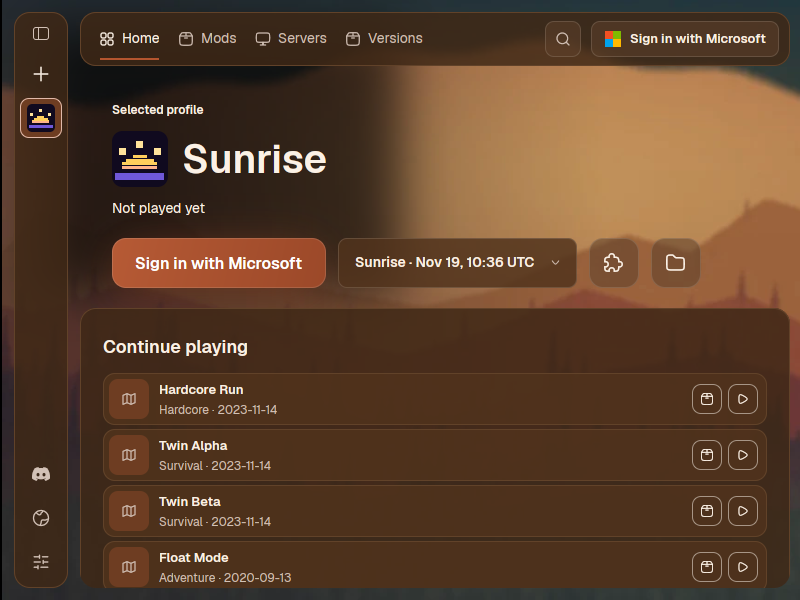 Home
Mods
Servers
Versions
Sign in with Microsoft
Selected profile
Sunrise
Not played yet
Sign in with Microsoft
Sunrise · Nov 19, 10:36 UTC
Continue playing
Hardcore Run
Hardcore · 2023-11-14
Twin Alpha
Survival · 2023-11-14
Twin Beta
Survival · 2023-11-14
Float Mode
Adventure · 2020-09-13